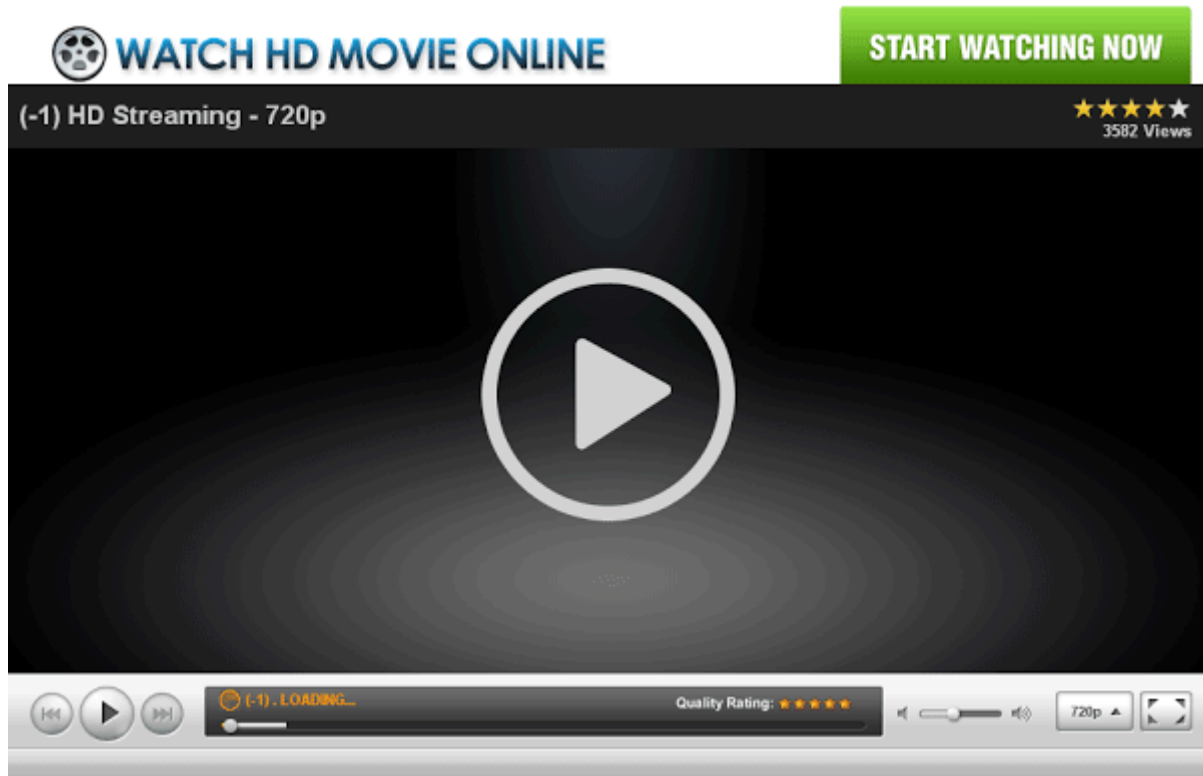 WATCH HD MOVIE ONLINE
START WATCHING NOW
(-1) HD Streaming - 720p
3582 Views
(-1) . LOADING...
Quality Rating:
720p